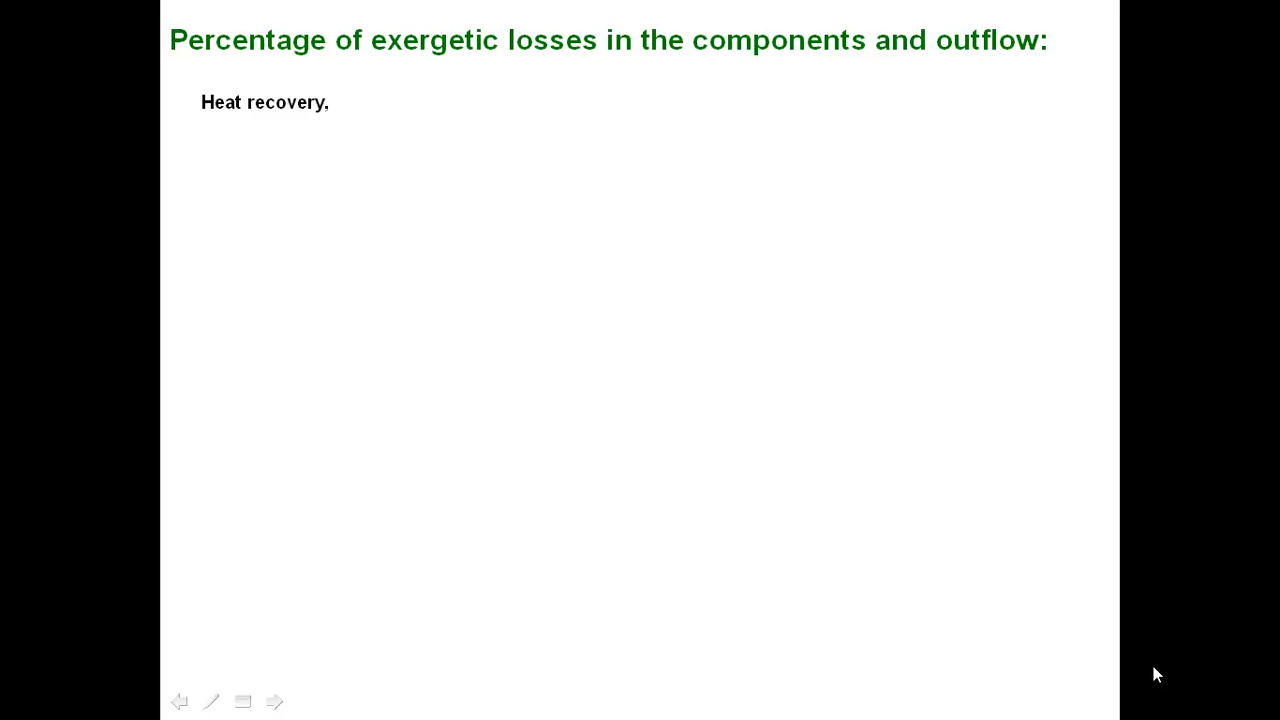 Percentage of exergetic losses in the components and outflow:
Heat recovery,